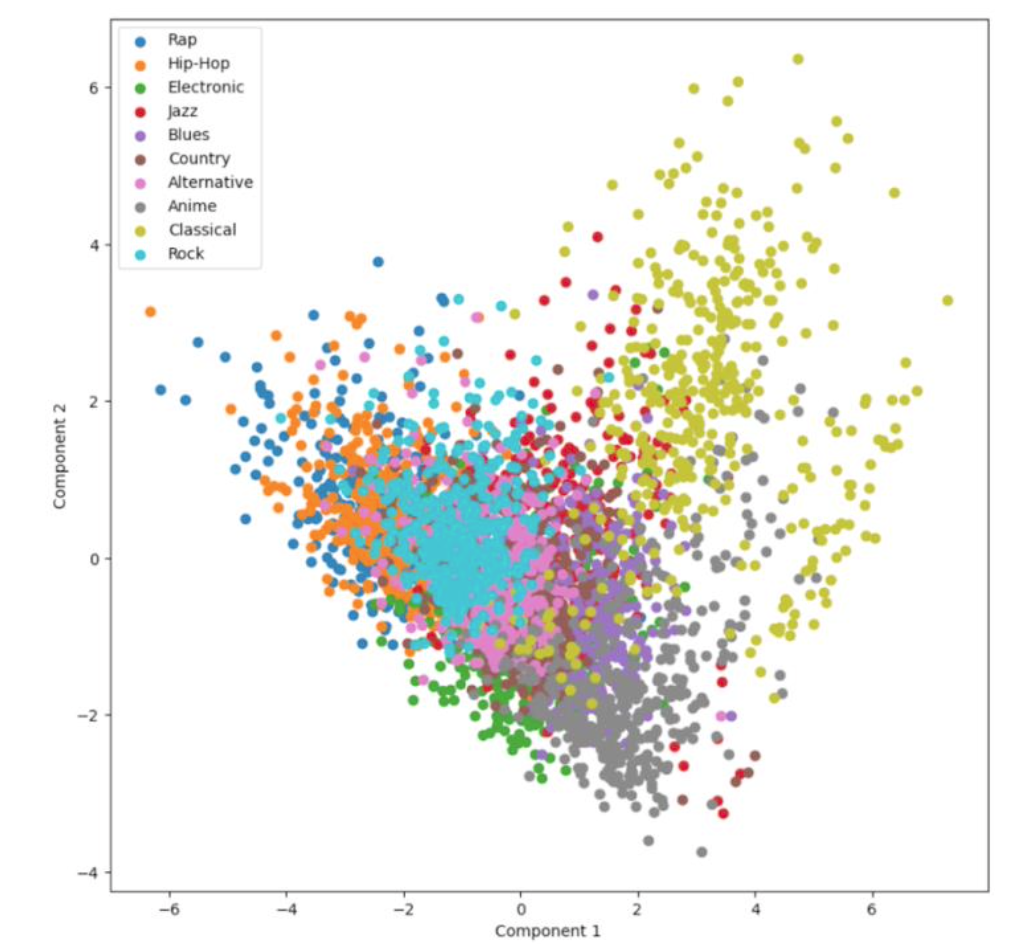 Rap
Hip-Hop
Electronic
Jazz
Blues
Country
Alternative
Anime
Classical
Rock
6
4
2
0
−2
−4
Component 2
−6
−4
−2
0
2
4
6
Component 1